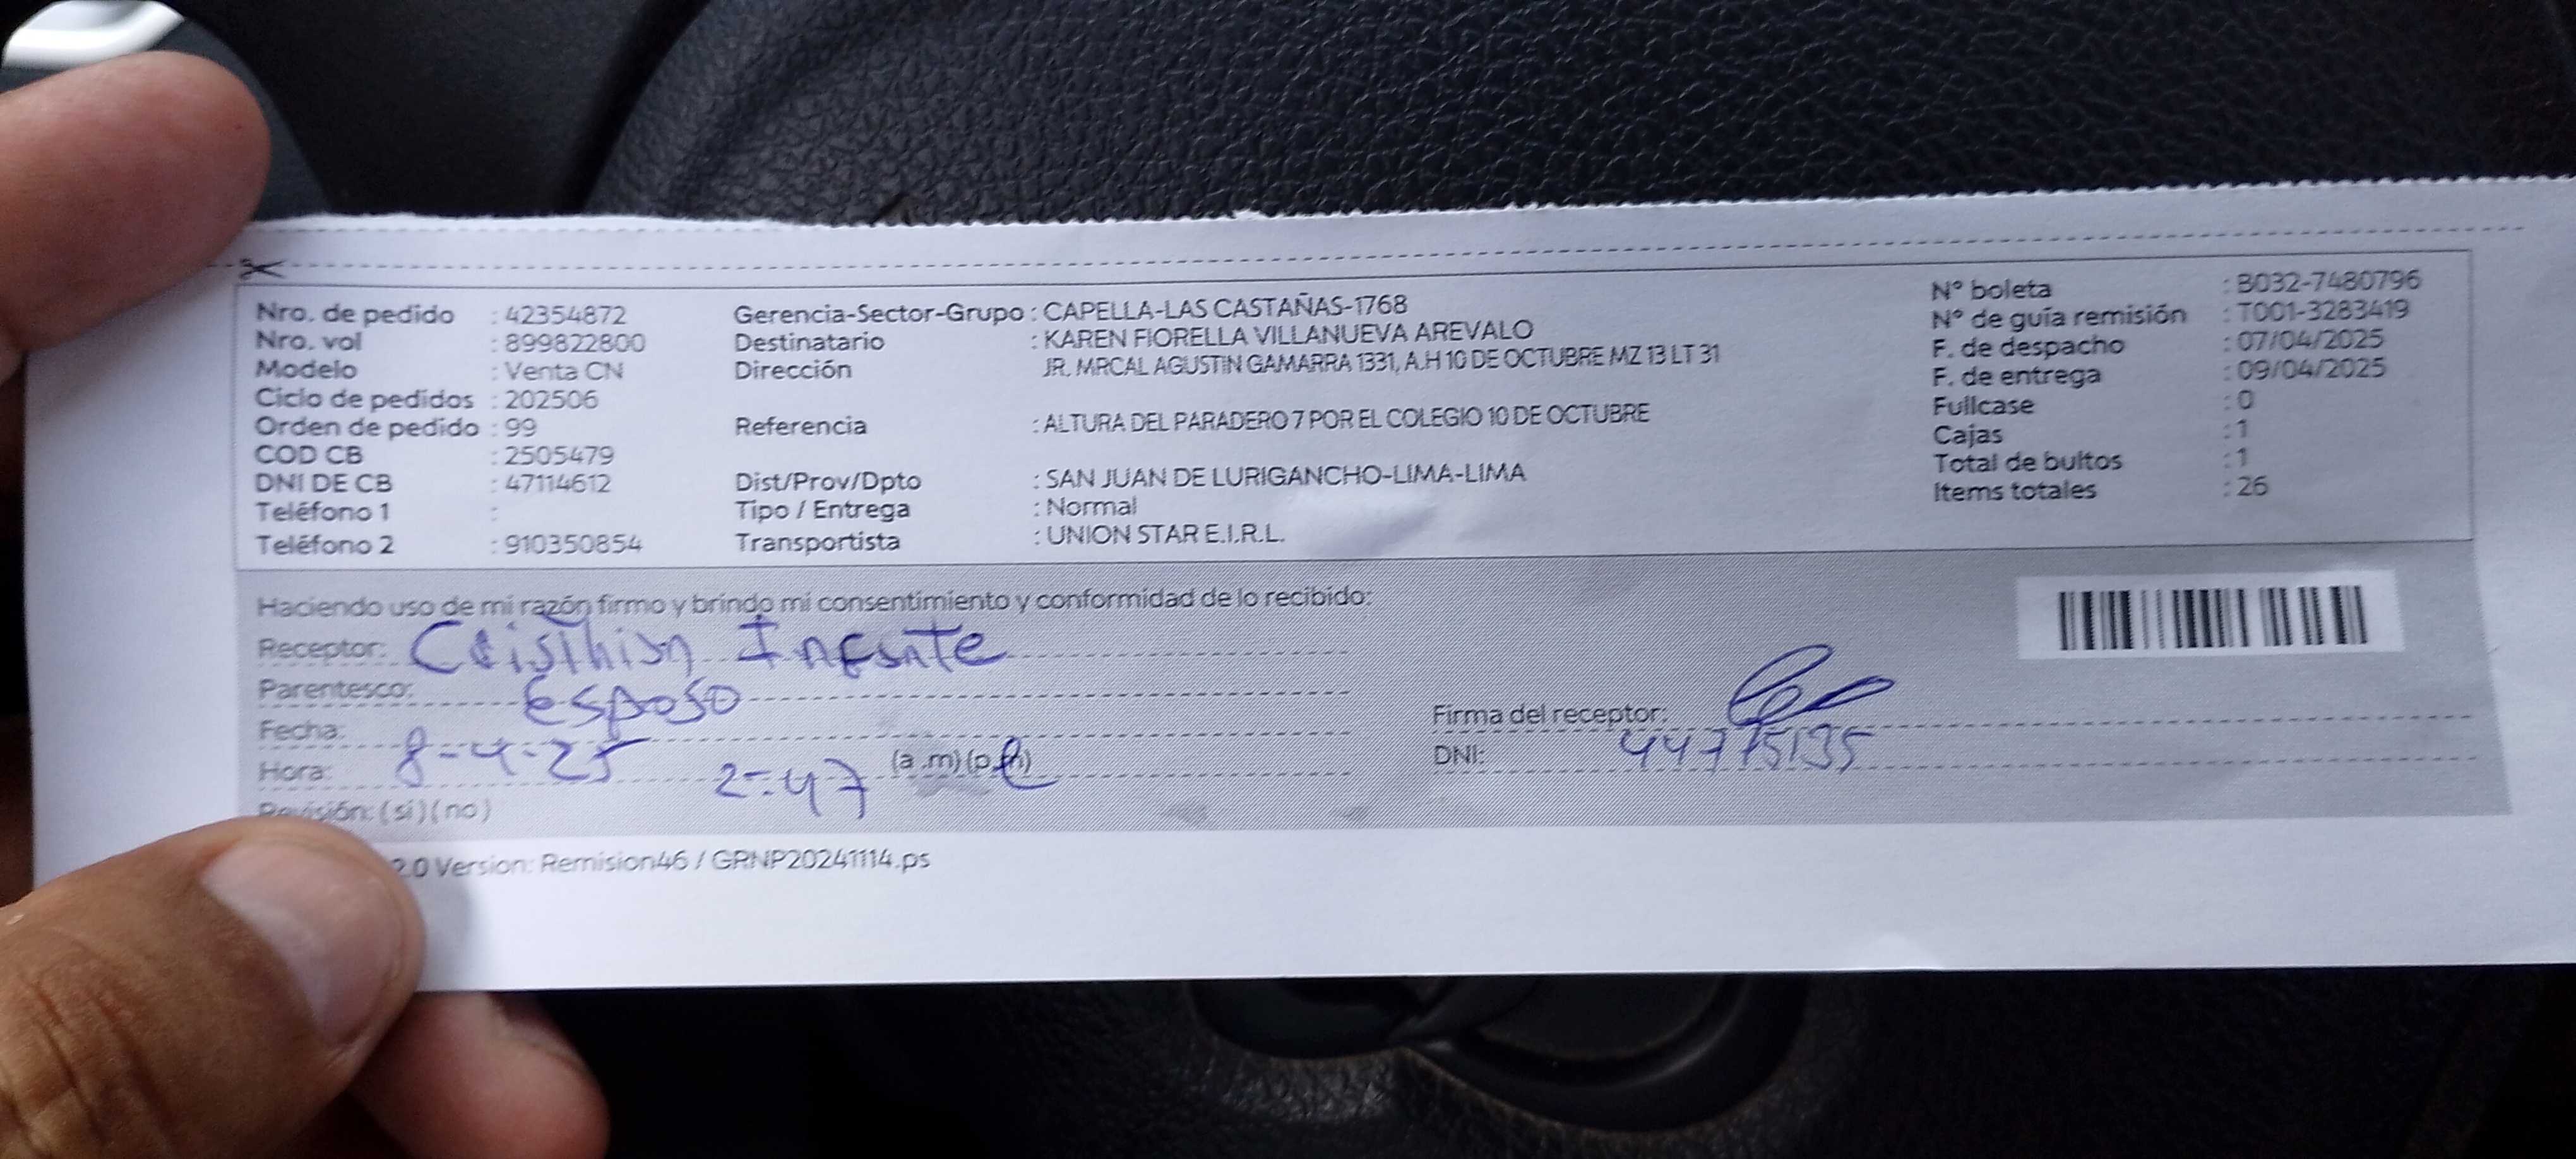 Nro. de pedido : 42354872
Nro. vol : 899822800
Modelo : Venta CN
Ciclo de pedidos : 202506
Orden de pedido : 99
COD CB : 2505479
DNI DE CB : 47114612
Teléfono 1 :
Teléfono 2 : 910350854
Gerencia-Sector-Grupo : CAPELLA-LAS CASTAÑAS-1768
Destinatario : KAREN FIORELLA VILLANUEVA AREVALO
Dirección JR. MRCAL AGUSTIN GAMARRA 1331, A.H 10 DE OCTUBRE MZ 13 LT 31
Referencia : ALTURA DEL PARADERO 7 POR EL COLEGIO 10 DE OCTUBRE
Dist/Prov/Dpto : SAN JUAN DE LURIGANCHO-LIMA-LIMA
Tipo / Entrega : Normal
Transportista : UNION STAR E.I.R.L.
N° boleta : B032-7480796
N° de guía remisión : T001-3283419
F. de despacho : 07/04/2025
F. de entrega : 09/04/2025
Fullcase : 0
Cajas : 1
Total de bultos : 1
Items totales : 26
Haciendo uso de mi razón firmo y brindo mi consentimiento y conformidad de lo recibido:
Receptor: Cristhian Infante
Parentesco: esposo
Fecha: 8-4-25
Hora: 2:47 (a .m) (p.m)
Revisión: ( si ) ( no )
Firma del receptor:
DNI: 44775135
2.0 Version: Remision46 / GRNP20241114.ps